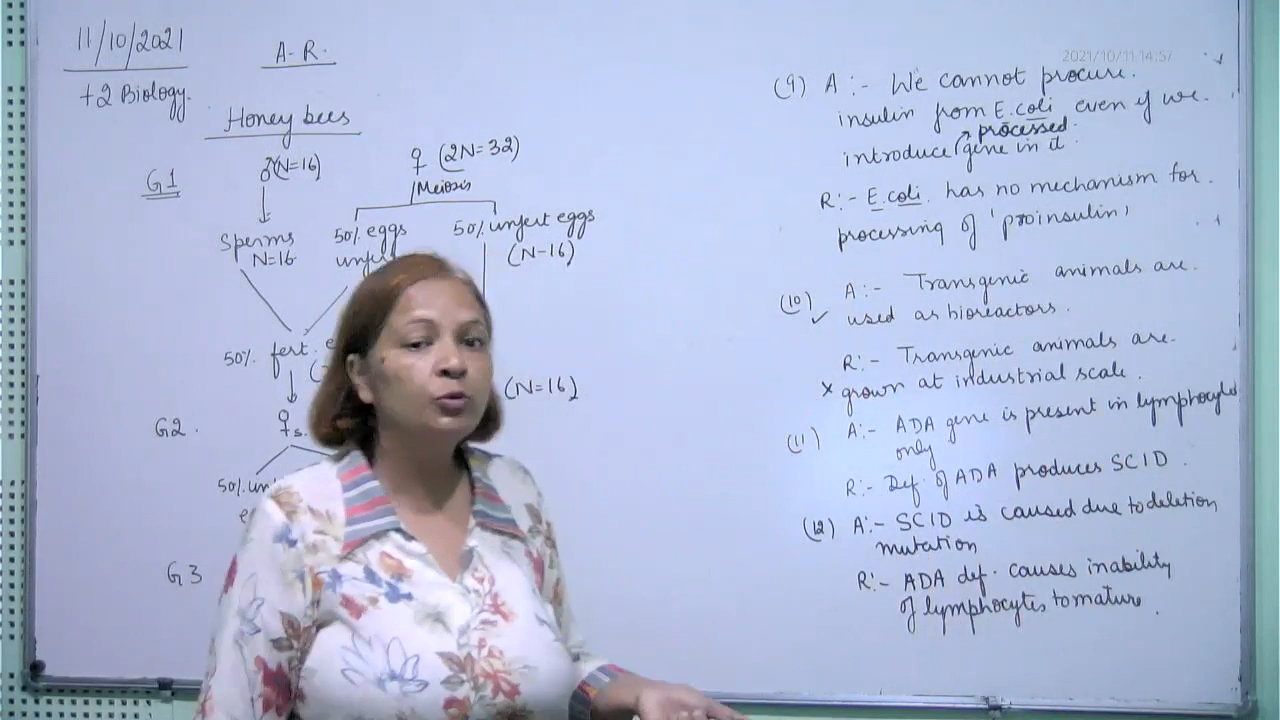 11/10/2021
+2 Biology.
A-R.
Honey bees
G1
♂(N=16)
♀ (2N=32)
Meiosis
Sperms
N=16
50% eggs
50% unfert eggs
(N-16)
50% fert.
(N=16)
G2.
♀s.
G3
2021/10/11 14:57
(9) A :- We cannot procure.
insulin from E.coli even if we.
processed.
introduce gene in it.
R:- E.coli. has no mechanism for.
processing of 'proinsulin'
(10) A :- Transgenic animals are.
✓ used as bioreactors.
R :- Transgenic animals are.
x grown at industrial scale.
(11) A:- ADA gene is present in lymphocytes
only
R:- Def. of ADA produces SCID.
(12) A:- SCID is caused due to deletion
mutation
R:- ADA def. causes inability
of lymphocytes to mature.